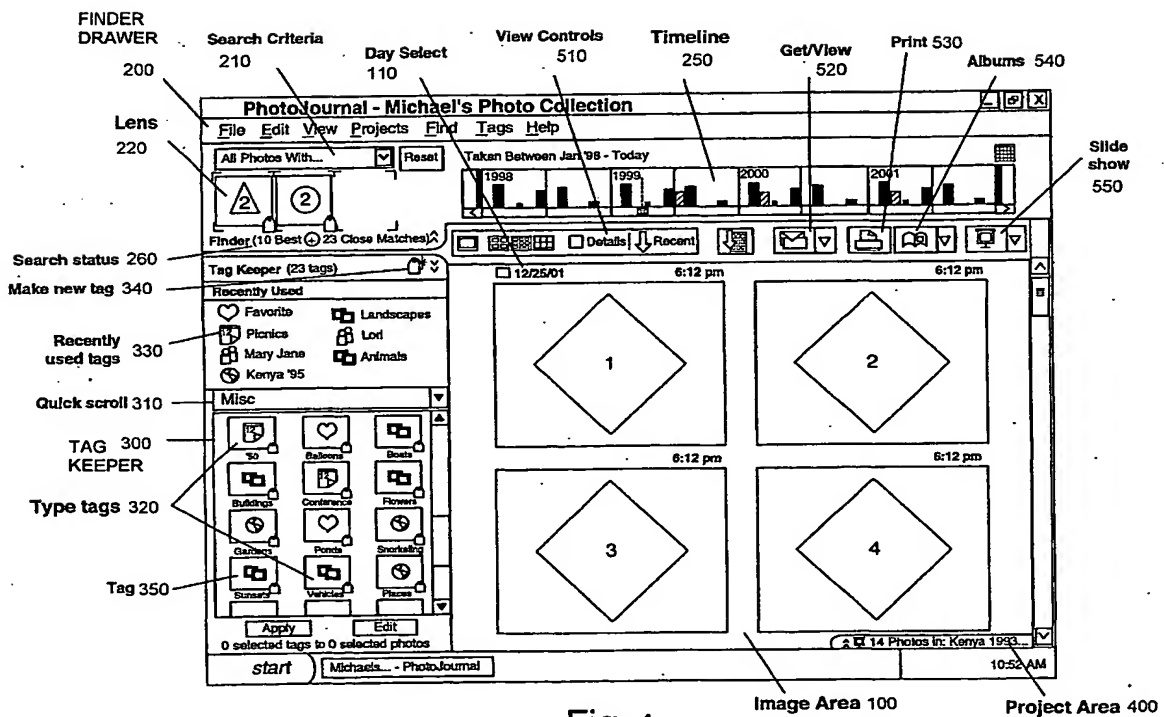 FINDER DRAWER
200
Search Criteria
210
Day Select
110
View Controls
510
Timeline
250
Get/View
520
Print 530
Albums 540
Slide show
550
Lens
220
PhotoJournal - Michael's Photo Collection
File Edit View Projects Find Tags Help
All Photos With... Reset
Taken Between Jan '98 - Today
1998 1999 2000 2001
2 2
Finder (10 Best 23 Close Matches)
Details Recent
Search status 260
Make new tag 340
Tag Keeper (23 tags)
12/25/01 6:12 pm 6:12 pm
Recently Used
Favorite Landscapes
12 Picnics Lori
Mary Jane Animals
Kenya '95
Recently used tags 330
1 2
Quick scroll 310
Misc
TAG KEEPER 300
12
'50 Balloons Boats
6:12 pm 6:12 pm
12
Buildings Conference Flowers
Type tags 320
Gardens Ponds Snorkeling
3 4
Tag 350
Sunsets Vehicles Places
Apply Edit
0 selected tags to 0 selected photos
14 Photos in: Kenya 1993...
start Michaels... - PhotoJournal 10:52 AM
Image Area 100
Project Area 400